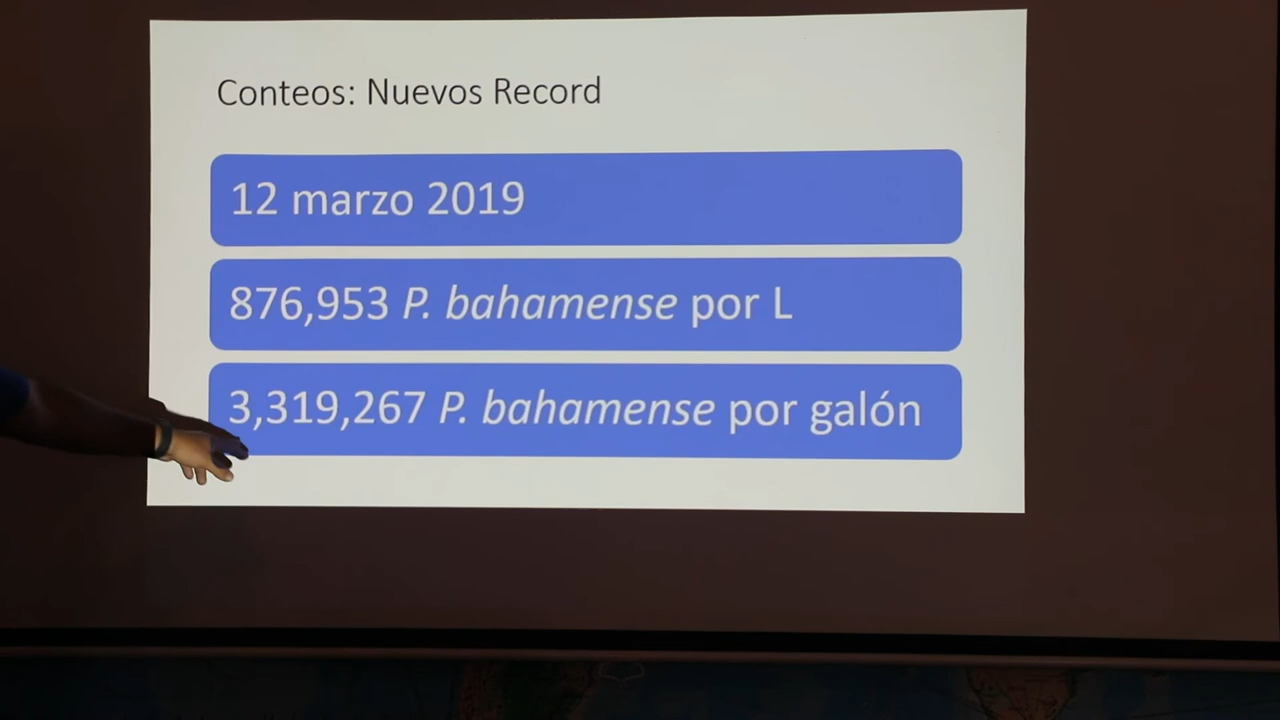 Conteos: Nuevos Record
12 marzo 2019
876,953 P. bahamense por L
3,319,267 P. bahamense por galón